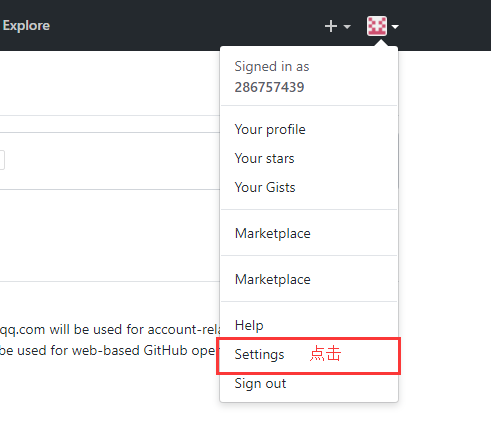 Explore
Signed in as
286757439
Your profile
Your stars
Your Gists
Marketplace
Marketplace
qq.com will be used for account-rela
Help
be used for web-based GitHub ope
Settings 点击
Sign out